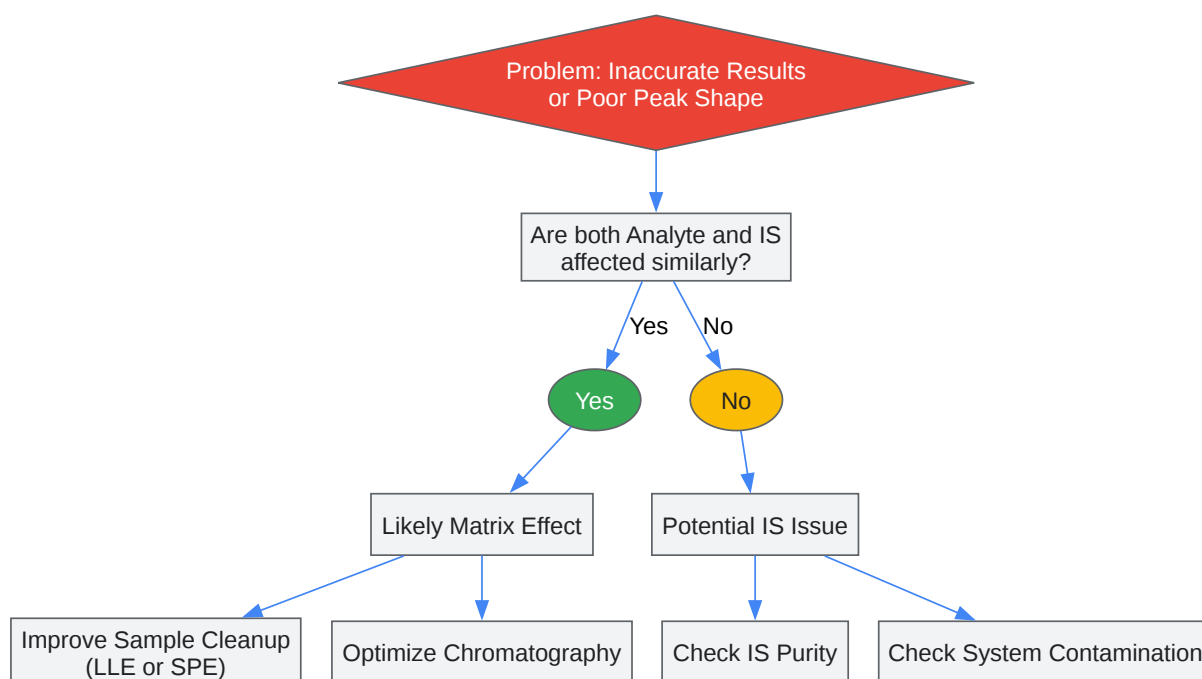 Problem: Inaccurate Results
or Poor Peak Shape
Are both Analyte and IS
affected similarly?
Yes
No
Yes
No
Likely Matrix Effect
Potential IS Issue
Improve Sample Cleanup
(LLE or SPE)
Optimize Chromatography
Check IS Purity
Check System Contamination